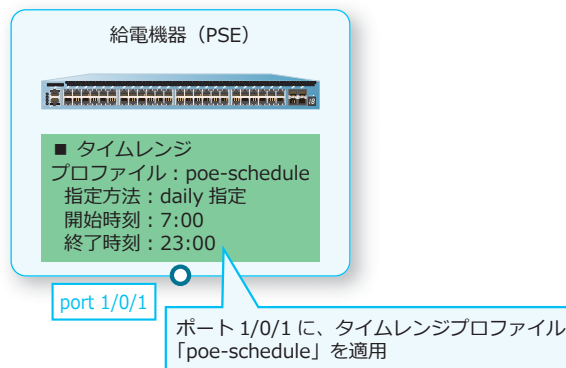 給電機器（PSE）
■ タイムレンジ
プロファイル：poe-schedule
指定方法：daily 指定
開始時刻：7:00
終了時刻：23:00
port 1/0/1
ポート 1/0/1 に、タイムレンジプロファイル
「poe-schedule」を適用